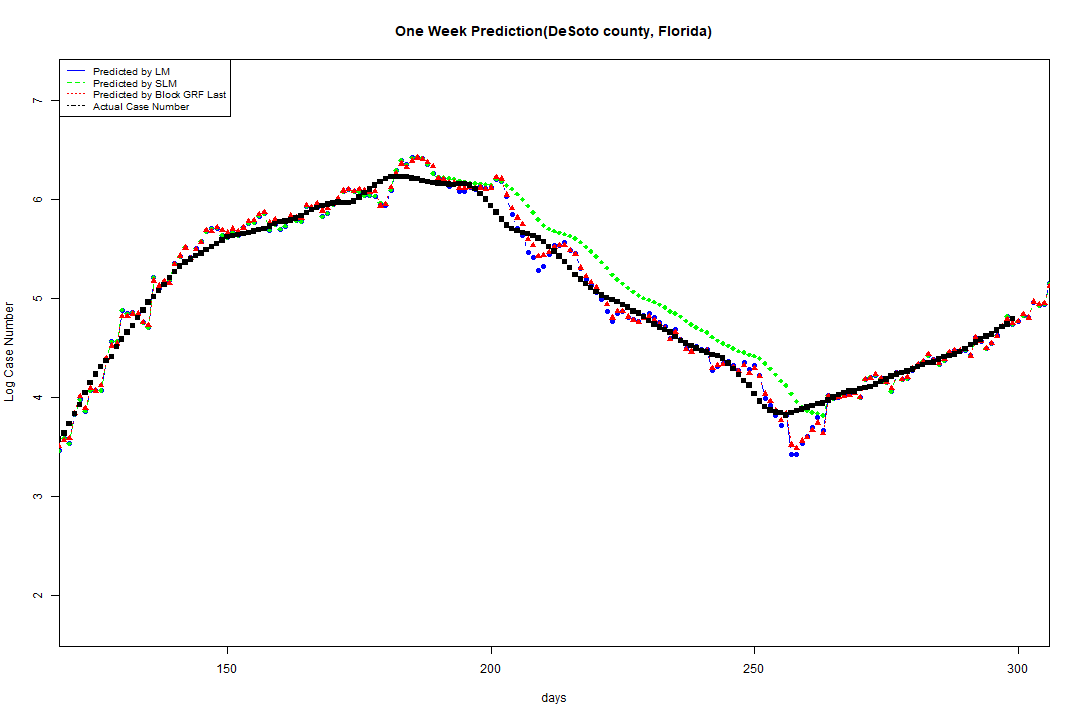 One Week Prediction(DeSoto county, Florida)
Predicted by LM
Predicted by SLM
Predicted by Block GRF Last
Actual Case Number
7
6
5
4
3
2
Log Case Number
150
200
250
300
days